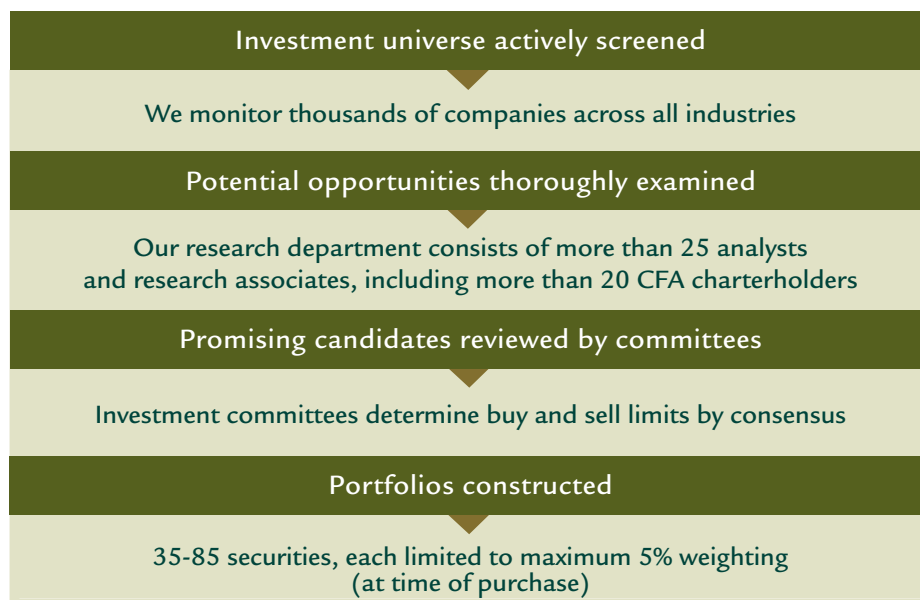 Investment universe actively screened
We monitor thousands of companies across all industries
Potential opportunities thoroughly examined
Our research department consists of more than 25 analysts
and research associates, including more than 20 CFA charterholders
Promising candidates reviewed by committees
Investment committees determine buy and sell limits by consensus
Portfolios constructed
35-85 securities, each limited to maximum 5% weighting
(at time of purchase)